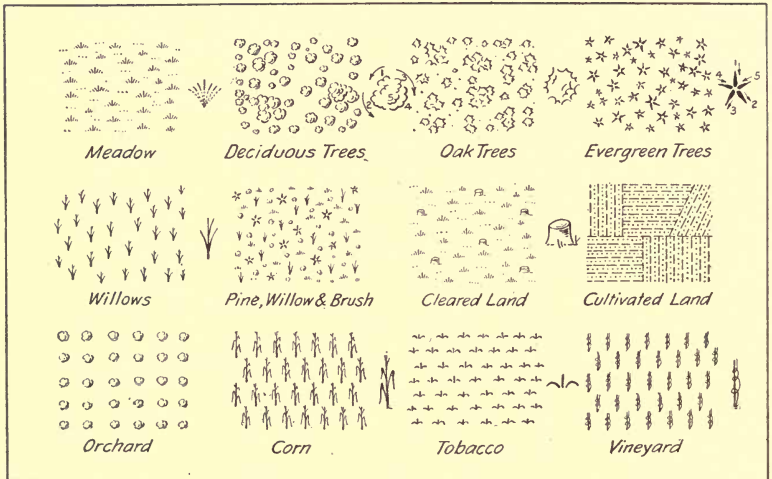 Meadow
Deciduous Trees
Oak Trees
Evergreen Trees
Willows
Pine, Willow & Brush
Cleared Land
Cultivated Land
Orchard
Corn
Tobacco
Vineyard